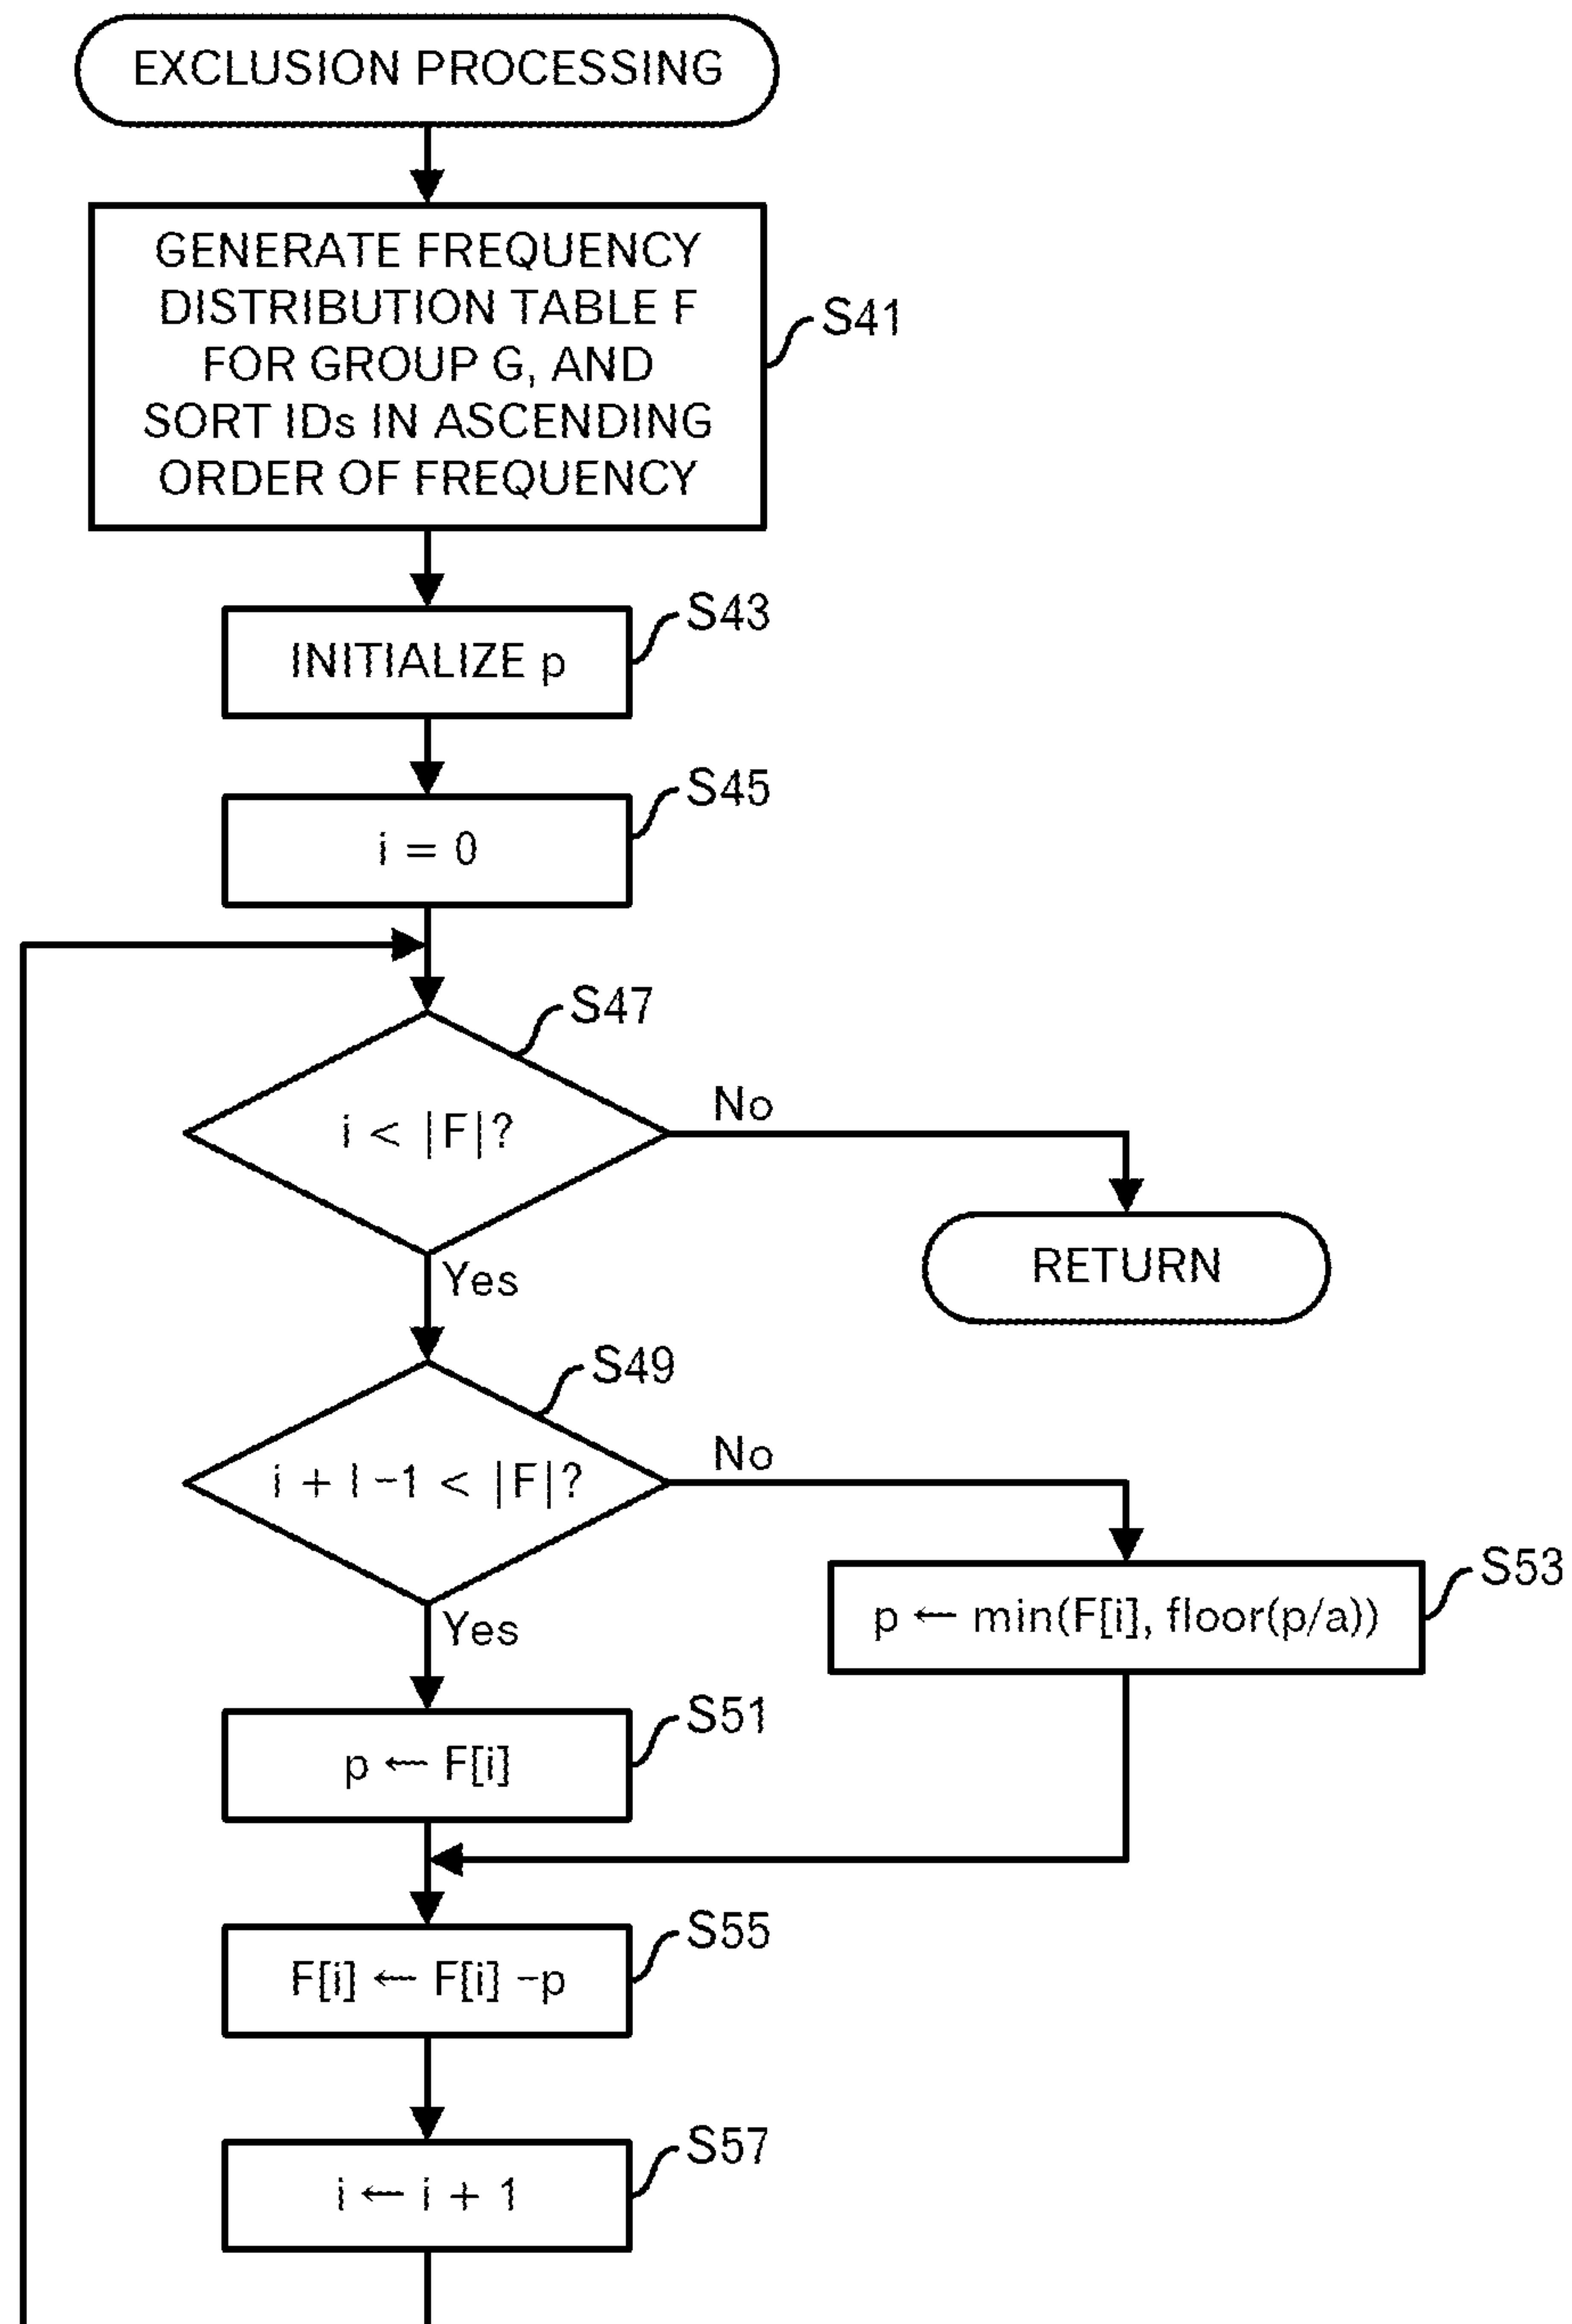 EXCLUSION PROCESSING
GENERATE FREQUENCY
DISTRIBUTION TABLE F
FOR GROUP G, AND
SORT IDs IN ASCENDING
ORDER OF FREQUENCY
S41
S43
INITIALIZE p
S45
i = 0
S47
i < |F|?
No
RETURN
Yes
S49
i + l −1 < |F|?
No
S53
p ← min(F[i], floor(p/a))
Yes
S51
p ← F[i]
S55
F[i] ← F[i] −p
S57
i ← i + 1